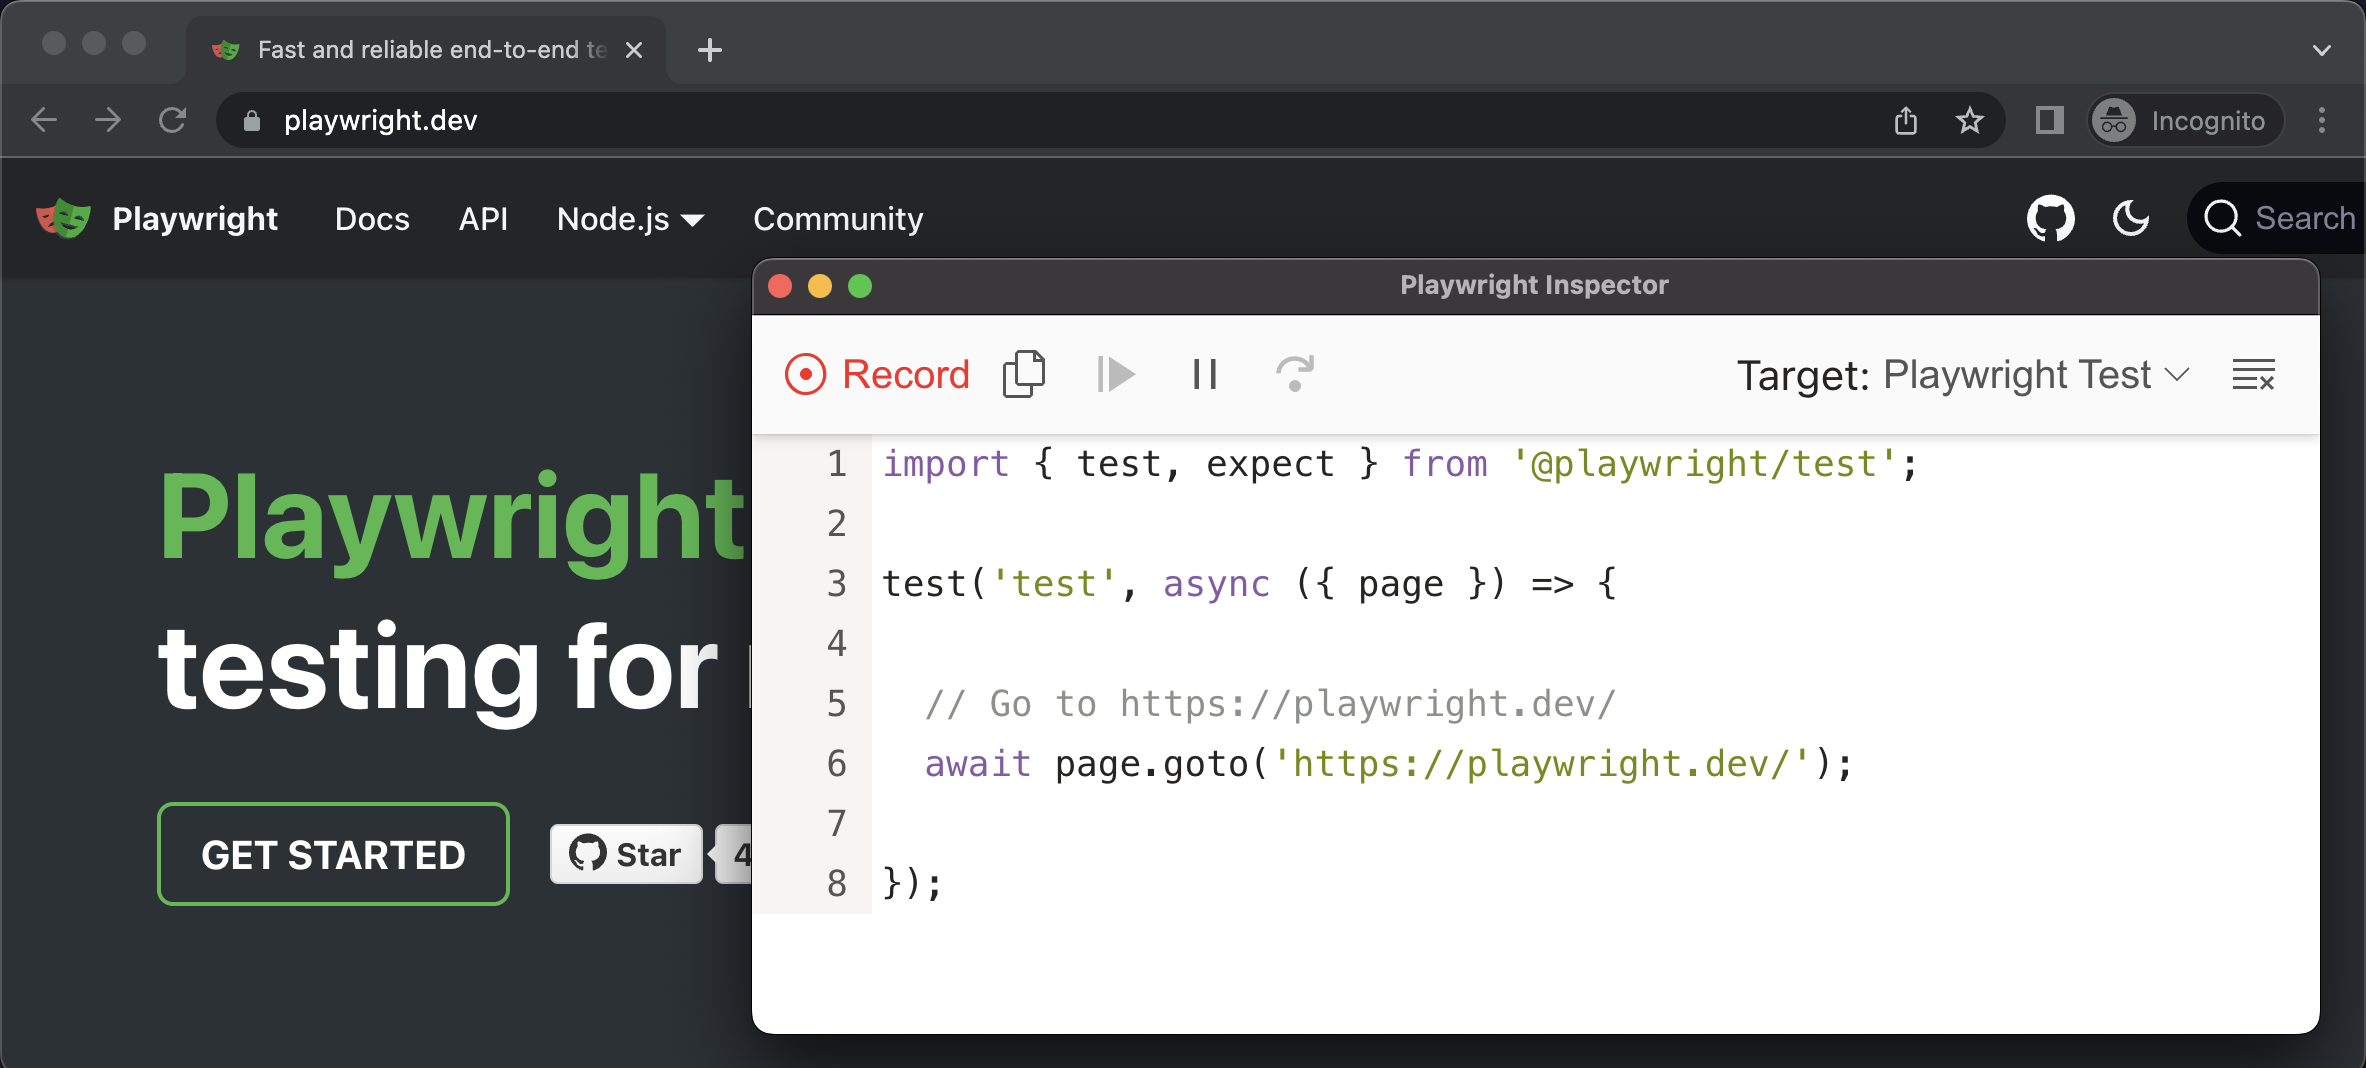 Fast and reliable end-to-end te
playwright.dev
Incognito
Playwright Docs API Node.js Community
Search
Playwright
testing for
GET STARTED
Star
4
Playwright Inspector
Record
Target: Playwright Test
1 import { test, expect } from '@playwright/test';
2
3 test('test', async ({ page }) => {
4
5 // Go to https://playwright.dev/
6 await page.goto('https://playwright.dev/');
7
8 });